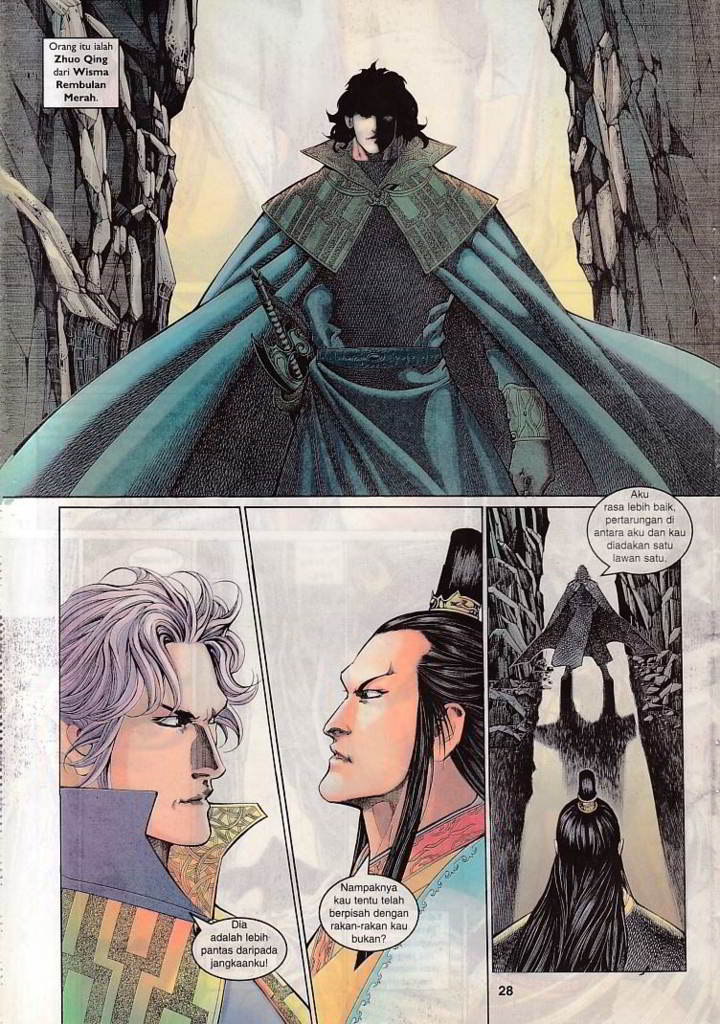 Orang itu ialah
Zhuo Qing
dari Wisma
Rembulan
Merah.
Aku
rasa lebih baik,
pertarungan di
antara aku dan kau
diadakan satu
lawan satu.
Dia
adalah lebih
pantas daripada
jangkaanku!
Nampaknya
kau tentu telah
berpisah dengan
rakan-rakan kau
bukan?
28